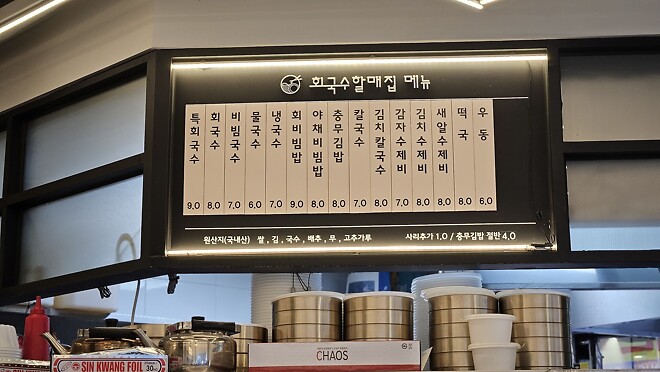 회국수할매집 메뉴
특회국수 9.0
회국수 8.0
비빔국수 7.0
물국수 6.0
냉국수 7.0
회비빔밥 9.0
야채비빔밥 8.0
충무김밥 8.0
칼국수 7.0
김치칼국수 8.0
감자수제비 7.0
김치수제비 8.0
새알수제비 8.0
떡국 8.0
우동 6.0
원산지(국내산) 쌀, 김, 국수, 배추, 무, 고추가루
사리추가 1.0 / 충무김밥 절반 4.0
SIN KWANG FOIL
30
CHAOS